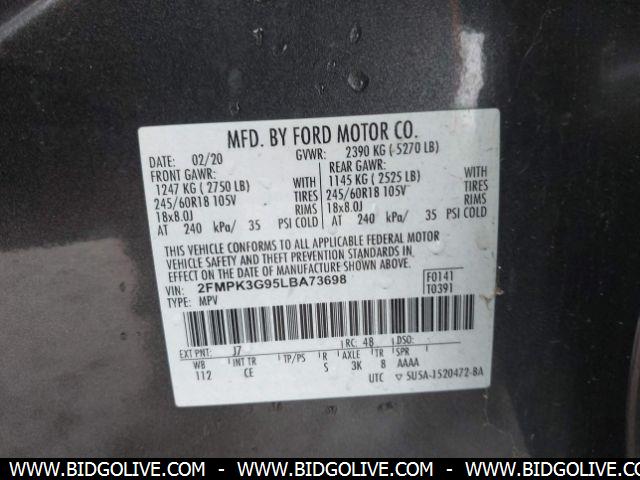 MFD. BY FORD MOTOR CO.
DATE: 02/20 GVWR: 2390 KG ( 5270 LB)
FRONT GAWR: REAR GAWR:
1247 KG ( 2750 LB) WITH 1145 KG ( 2525 LB) WITH
245/60R18 105V TIRES 245/60R18 105V TIRES
18x8.0J RIMS 18x8.0J RIMS
AT 240 kPa/ 35 PSI COLD AT 240 kPa/ 35 PSI COLD
THIS VEHICLE CONFORMS TO ALL APPLICABLE FEDERAL MOTOR
VEHICLE SAFETY AND THEFT PREVENTION STANDARDS IN
EFFECT ON THE DATE OF MANUFACTURE SHOWN ABOVE.
VIN: 2FMPK3G95LBA73698 F0141
TYPE: MPV T0391
EXT PNT: J7 RC: 48 DSO:
WB INT TR TP/PS R AXLE TR SPR
112 CE S 3K 8 AAAA
UTC ▽ 5U5A-1520472-BA
WWW.BIDGOLIVE.COM - WWW.BIDGOLIVE.COM - WWW.BIDGOLIVE.COM